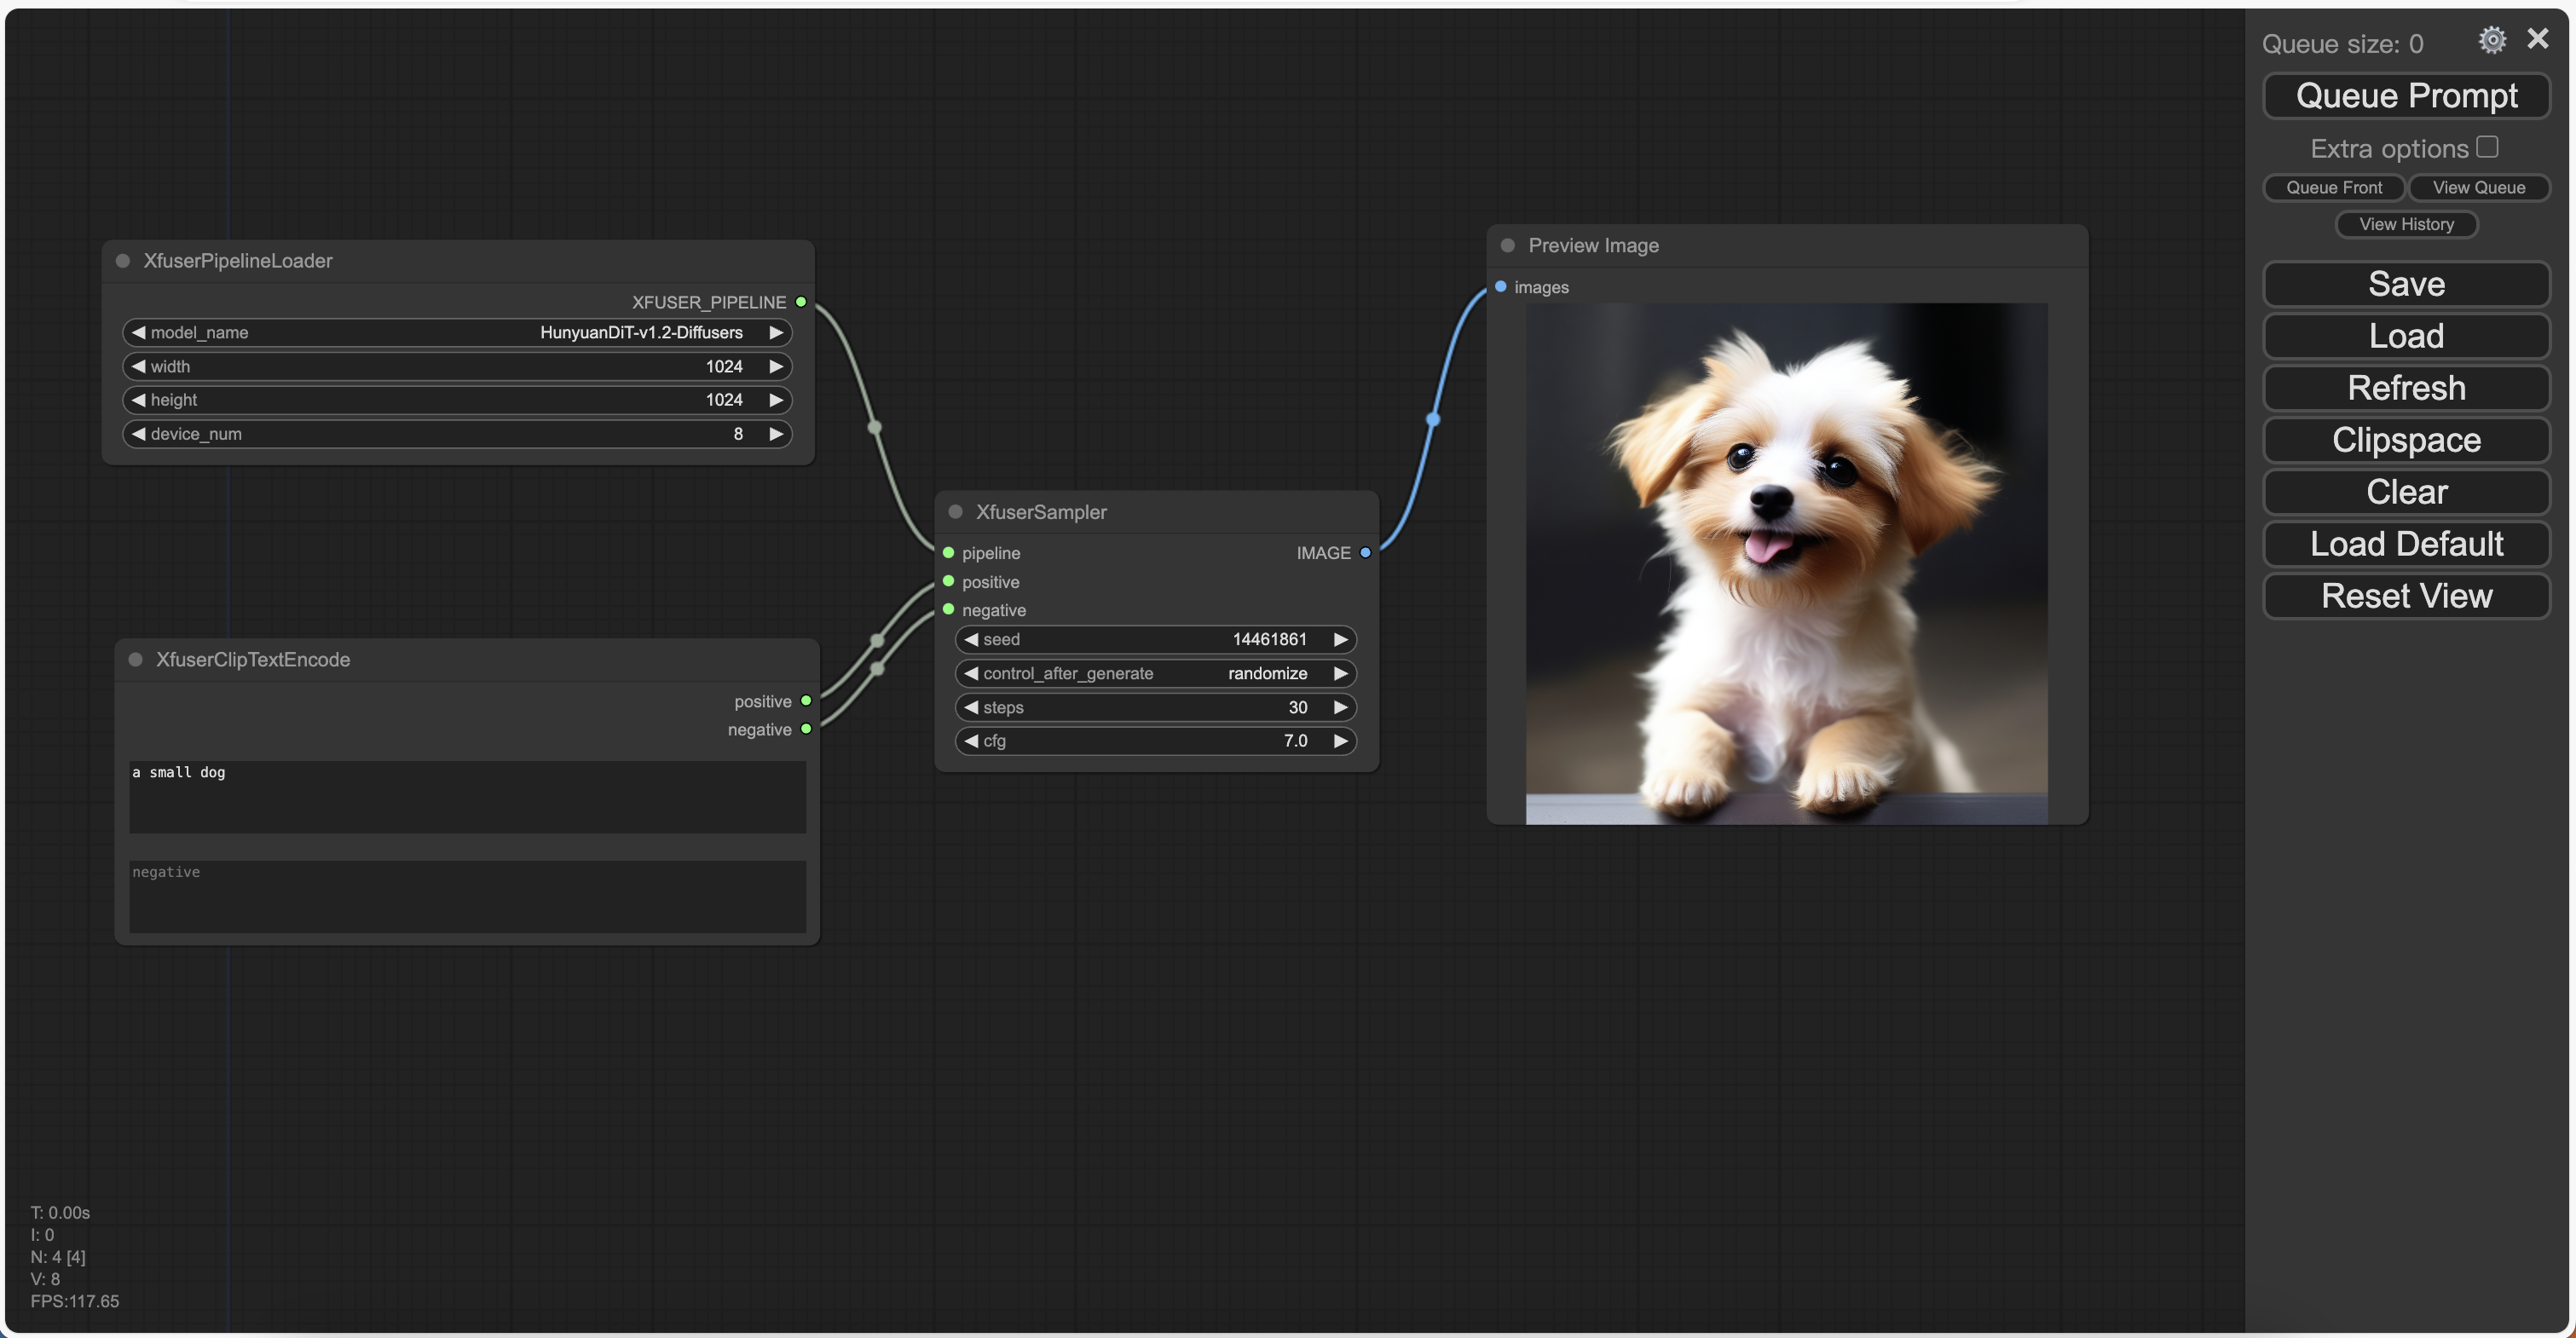 XfuserPipelineLoader
XFUSER_PIPELINE
model_name HunyuanDiT-v1.2-Diffusers
width 1024
height 1024
device_num 8
XfuserClipTextEncode
positive
negative
a small dog
negative
XfuserSampler
pipeline IMAGE
positive
negative
seed 14461861
control_after_generate randomize
steps 30
cfg 7.0
Preview Image
images
Queue size: 0
Queue Prompt
Extra options
Queue Front View Queue
View History
Save
Load
Refresh
Clipspace
Clear
Load Default
Reset View
T: 0.00s
I: 0
N: 4 [4]
V: 8
FPS:117.65